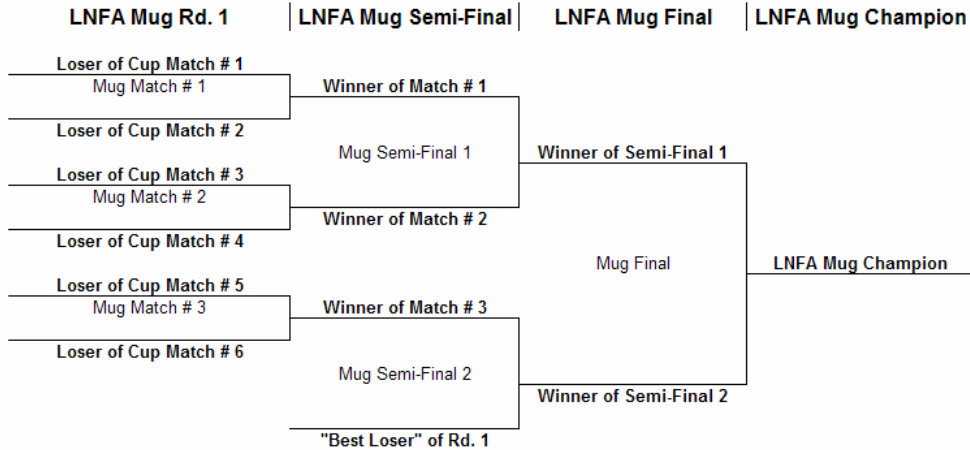 LNFA Mug Rd. 1
LNFA Mug Semi-Final
LNFA Mug Final
LNFA Mug Champion
Loser of Cup Match # 1
Mug Match # 1
Loser of Cup Match # 2
Loser of Cup Match # 3
Mug Match # 2
Loser of Cup Match # 4
Loser of Cup Match # 5
Mug Match # 3
Loser of Cup Match # 6
Winner of Match # 1
Mug Semi-Final 1
Winner of Match # 2
Winner of Match # 3
Mug Semi-Final 2
"Best Loser" of Rd. 1
Winner of Semi-Final 1
Mug Final
Winner of Semi-Final 2
LNFA Mug Champion